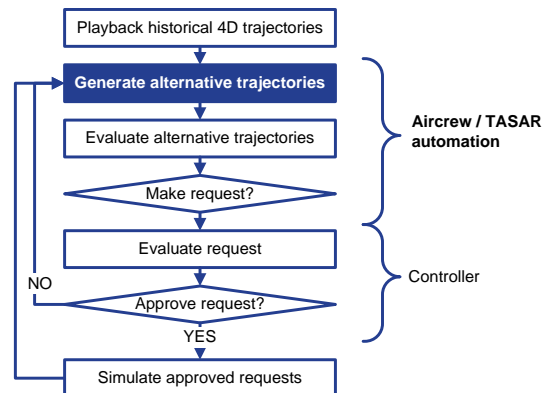 Playback historical 4D trajectories
Generate alternative trajectories
Evaluate alternative trajectories
Aircrew / TASAR
automation
Make request?
Evaluate request
Controller
NO
Approve request?
YES
Simulate approved requests